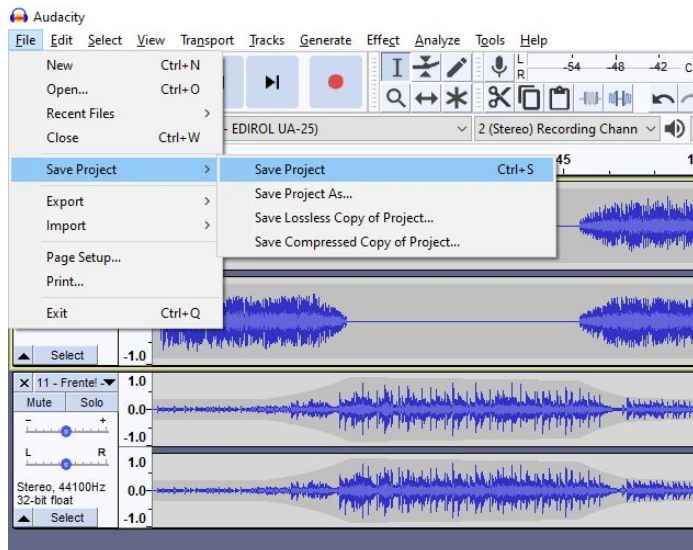 Audacity
File Edit Select View Transport Tracks Generate Effect Analyze Tools Help
New Ctrl+N
Open... Ctrl+O
Recent Files >
Close Ctrl+W
Save Project >
Export >
Import >
Page Setup...
Print...
Exit Ctrl+Q
Save Project Ctrl+S
Save Project As...
Save Lossless Copy of Project...
Save Compressed Copy of Project...
L
R
-54 -48 -42
- EDIROL UA-25)
2 (Stereo) Recording Chann
45 1
Select
-1.0
X 11 - Frente! -
Mute Solo
- +
L R
Stereo, 44100Hz
32-bit float
Select
1.0
0.0
-1.0
1.0
0.0
-1.0